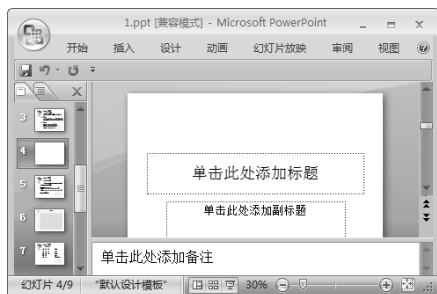 1.ppt [兼容模式] - Microsoft PowerPoint
开始 插入 设计 动画 幻灯片放映 审阅 视图
3
4
5
6
7
单击此处添加标题
单击此处添加副标题
单击此处添加备注
幻灯片 4/9 "默认设计模板" 30%